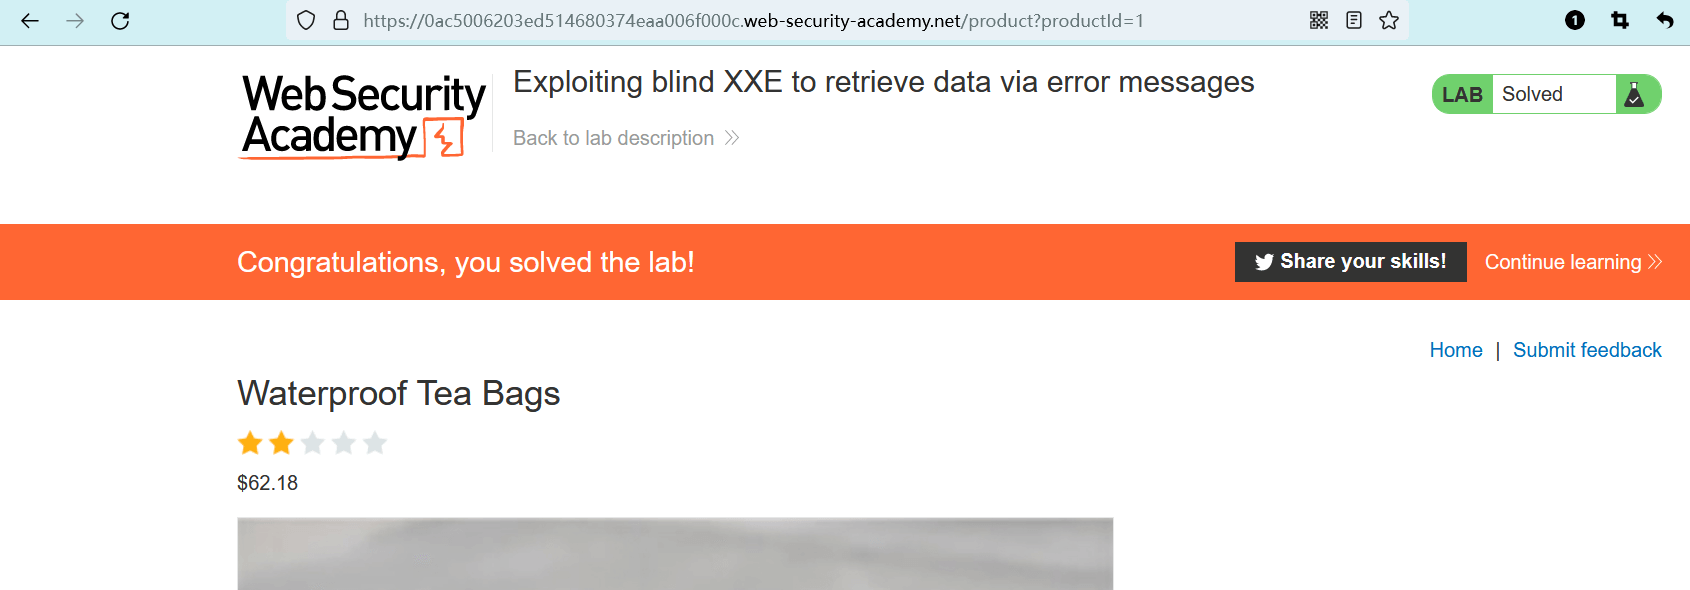 https://0ac5006203ed514680374eaa006f000c.web-security-academy.net/product?productId=1
1
Web Security
Academy
Exploiting blind XXE to retrieve data via error messages
Back to lab description
LAB Solved
Congratulations, you solved the lab!
Share your skills!
Continue learning
Home | Submit feedback
Waterproof Tea Bags
$62.18